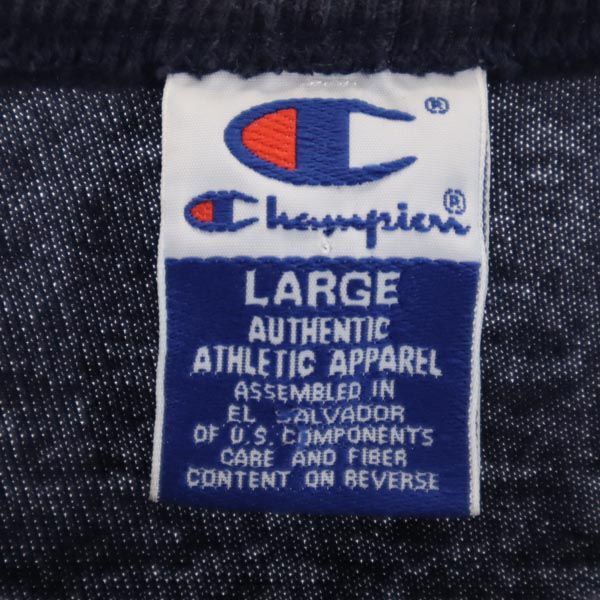 ®
Champion®
LARGE
AUTHENTIC
ATHLETIC APPAREL
ASSEMBLED IN
EL SALVADOR
OF U.S. COMPONENTS
CARE AND FIBER
CONTENT ON REVERSE